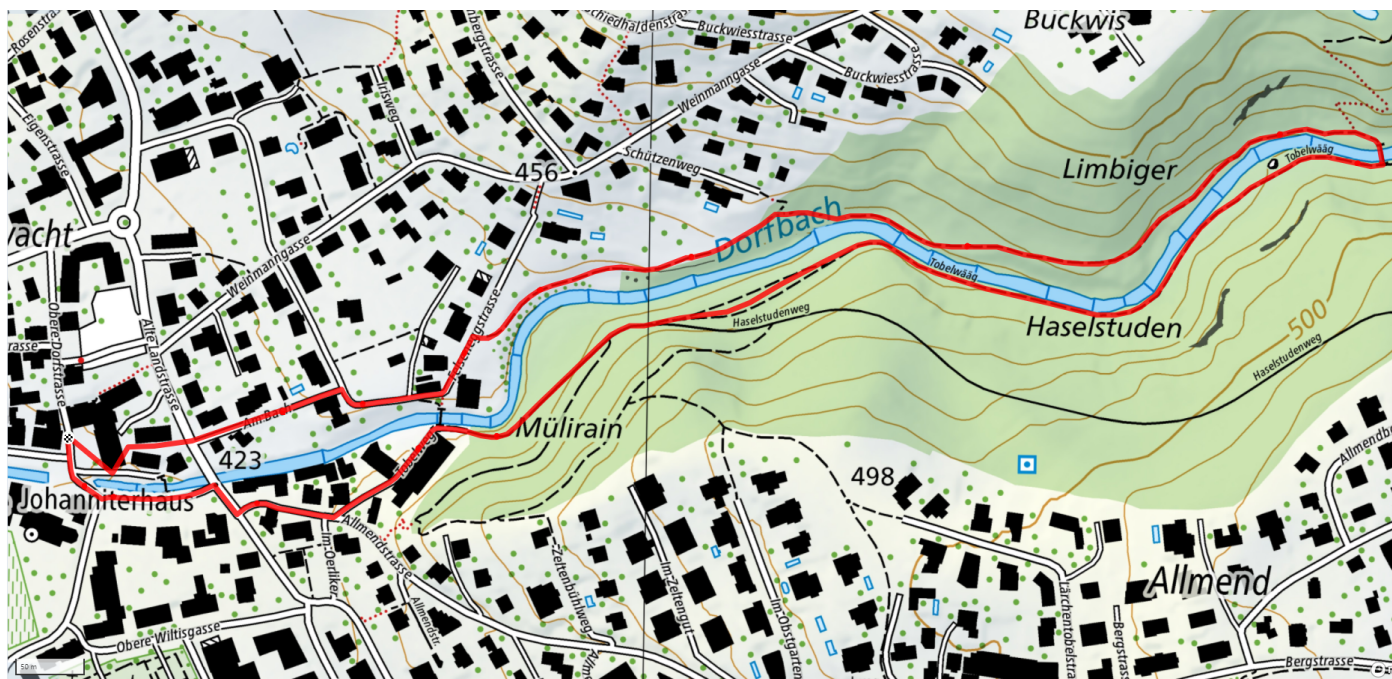 Rosenstrasse
Buckwiesstrasse
Buckwis
Buckwiesstrasse
Irisweg
Weinmanngasse
Eigenstrasse
Schützenweg
456
Limbiger
Tobelwääg
Dorfbach
Weinmanngasse
Tobelwääg
Obere Dorfstrasse
Alte Landstrasse
Haselstudenweg
Haselstuden
500
Haselstudenweg
Am Bach
Mülirain
Tobelweg
423
498
Johanniterhaus
Allmendstrasse
Im Oerliker
Zeltenbühlweg
Im Zeltengut
Im Obstgarten
Allmend
Allmendstr.
Obere Wiltisgasse
Bergstrasse
50 m